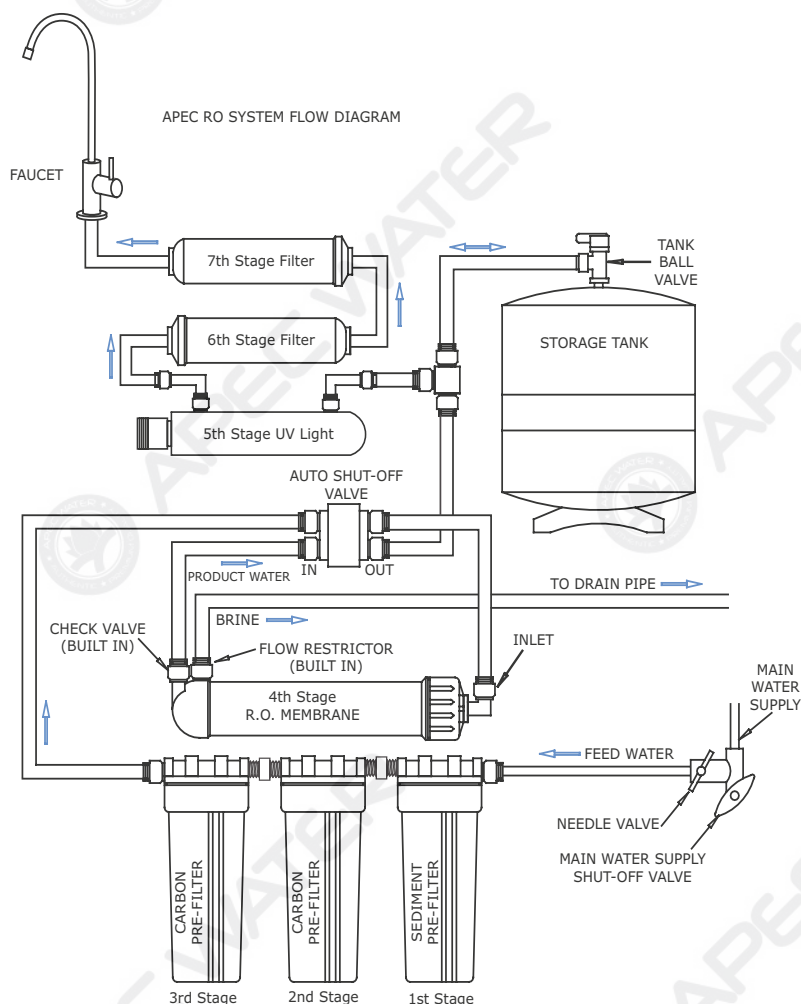 APEC RO SYSTEM FLOW DIAGRAM
FAUCET
7th Stage Filter
TANK
BALL
VALVE
6th Stage Filter
STORAGE TANK
5th Stage UV Light
AUTO SHUT-OFF
VALVE
IN
OUT
PRODUCT WATER
TO DRAIN PIPE
BRINE
CHECK VALVE
(BUILT IN)
FLOW RESTRICTOR
(BUILT IN)
INLET
4th Stage
R.O. MEMBRANE
MAIN
WATER
SUPPLY
FEED WATER
NEEDLE VALVE
MAIN WATER SUPPLY
SHUT-OFF VALVE
CARBON
PRE-FILTER
CARBON
PRE-FILTER
SEDIMENT
PRE-FILTER
3rd Stage
2nd Stage
1st Stage
APEC WATER